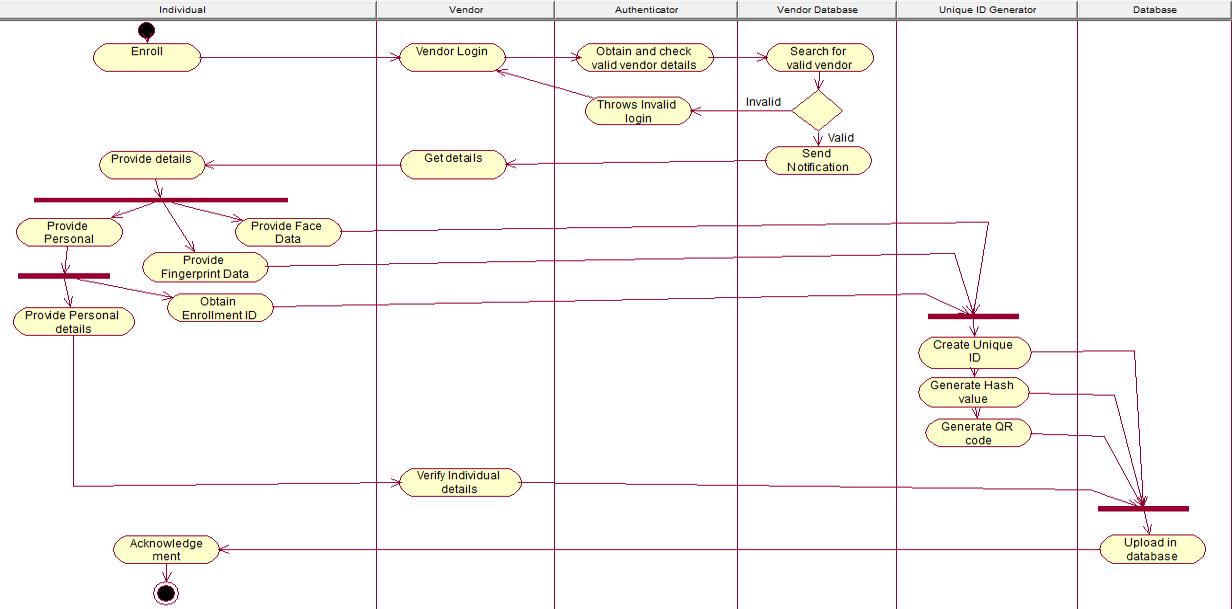 Individual
Vendor
Authenticator
Vendor Database
Unique ID Generator
Database
Enroll
Vendor Login
Obtain and check
valid vendor details
Search for
valid vendor
Throws Invalid
login
Invalid
Valid
Provide details
Get details
Send
Notification
Provide
Personal
Provide Face
Data
Provide
Fingerprint Data
Obtain
Enrollment ID
Provide Personal
details
Create Unique
ID
Generate Hash
value
Generate QR
code
Verify Individual
details
Acknowledge
ment
Upload in
database